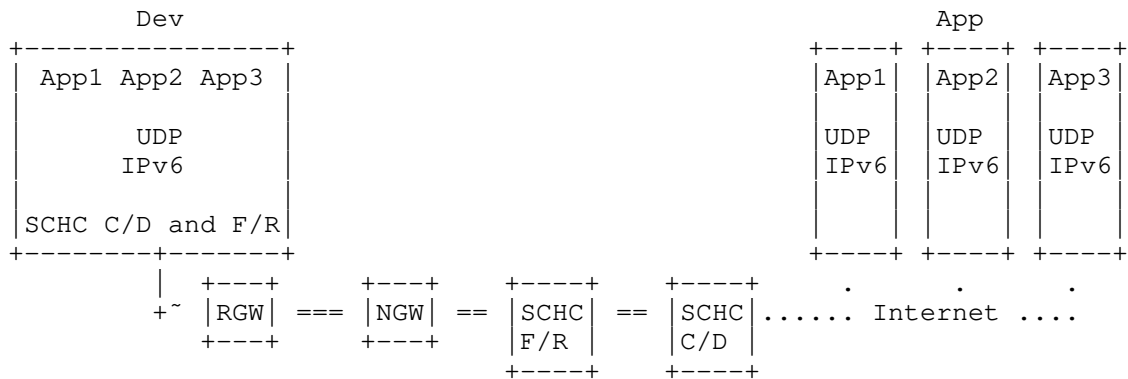 Dev App
App1 App2 App3 App1 App2 App3
UDP UDP UDP UDP
IPv6 IPv6 IPv6 IPv6
SCHC C/D and F/R
+~ RGW === NGW == SCHC == SCHC ...... Internet ....
F/R C/D